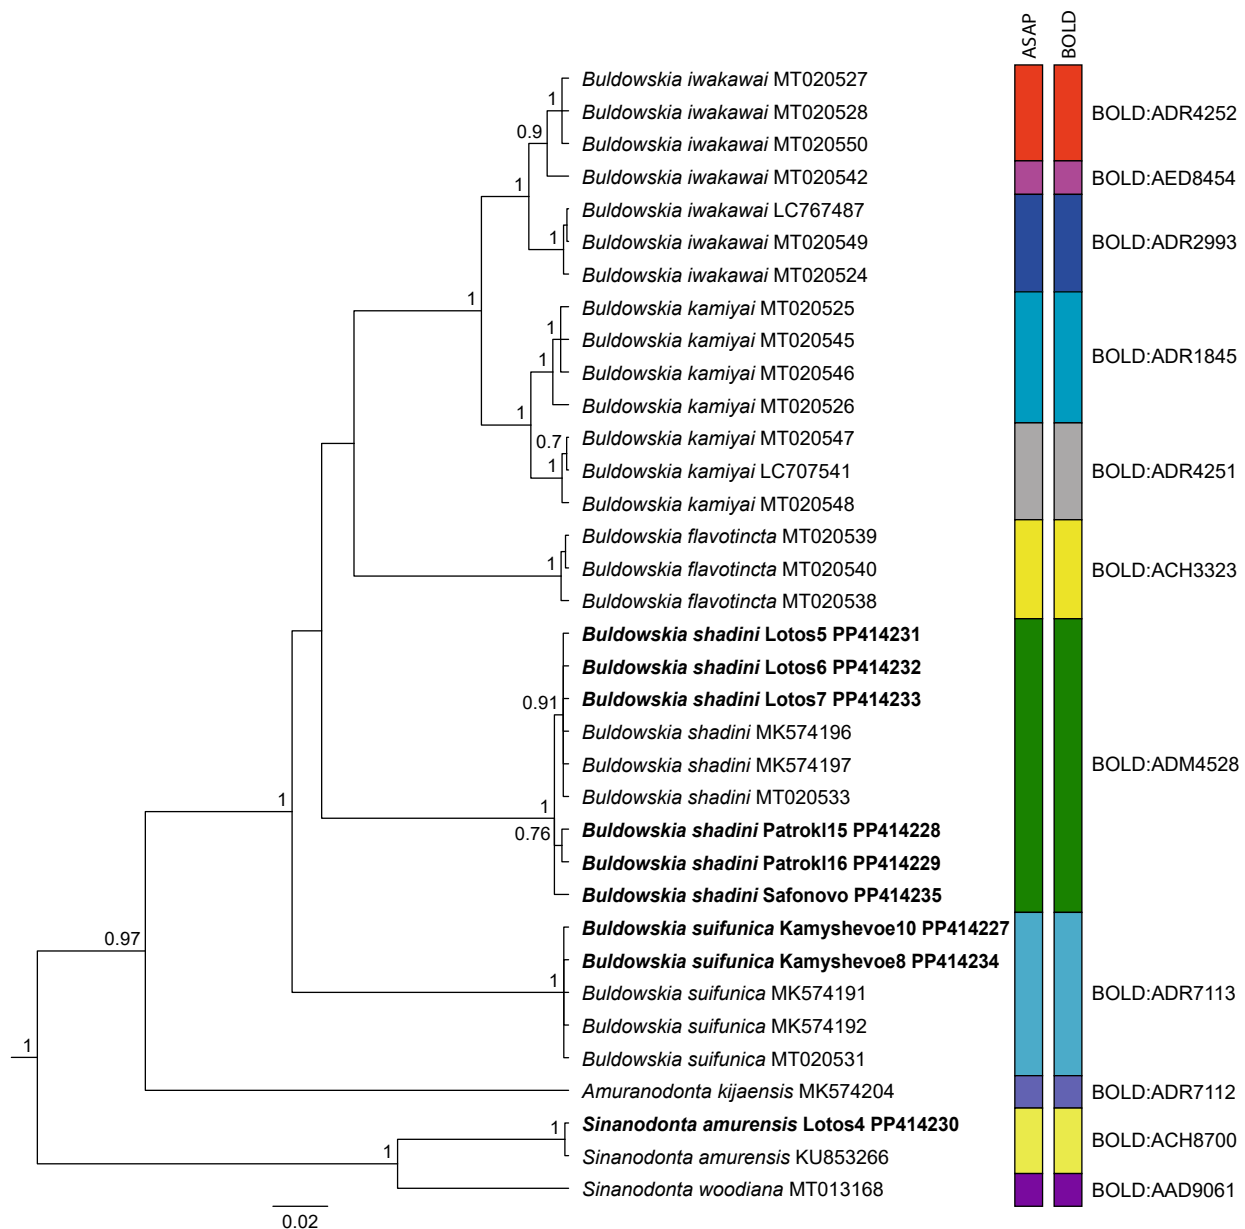 ASAP
BOLD
Buldowskia iwakawai MT020527
1
Buldowskia iwakawai MT020528
BOLD:ADR4252
0.9
Buldowskia iwakawai MT020550
Buldowskia iwakawai MT020542
BOLD:AED8454
1
Buldowskia iwakawai LC767487
1
Buldowskia iwakawai MT020549
BOLD:ADR2993
Buldowskia iwakawai MT020524
1
Buldowskia kamiyai MT020525
1
Buldowskia kamiyai MT020545
BOLD:ADR1845
1
Buldowskia kamiyai MT020546
Buldowskia kamiyai MT020526
1
0.7
Buldowskia kamiyai MT020547
1
Buldowskia kamiyai LC707541
BOLD:ADR4251
Buldowskia kamiyai MT020548
Buldowskia flavotincta MT020539
1
Buldowskia flavotincta MT020540
BOLD:ACH3323
Buldowskia flavotincta MT020538
Buldowskia shadini Lotos5 PP414231
Buldowskia shadini Lotos6 PP414232
0.91
Buldowskia shadini Lotos7 PP414233
Buldowskia shadini MK574196
Buldowskia shadini MK574197
BOLD:ADM4528
Buldowskia shadini MT020533
1
1
0.76
Buldowskia shadini Patrokl15 PP414228
Buldowskia shadini Patrokl16 PP414229
Buldowskia shadini Safonovo PP414235
0.97
Buldowskia suifunica Kamyshevoe10 PP414227
Buldowskia suifunica Kamyshevoe8 PP414234
1
Buldowskia suifunica MK574191
BOLD:ADR7113
Buldowskia suifunica MK574192
1
Buldowskia suifunica MT020531
Amuranodonta kijaensis MK574204
BOLD:ADR7112
1
Sinanodonta amurensis Lotos4 PP414230
BOLD:ACH8700
1
Sinanodonta amurensis KU853266
Sinanodonta woodiana MT013168
BOLD:AAD9061
0.02